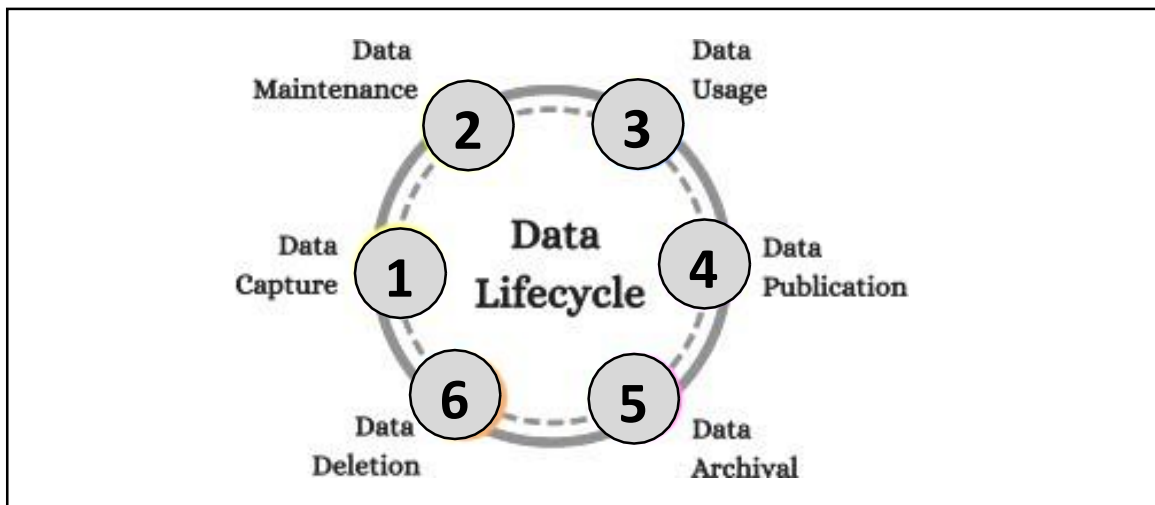 Data
Maintenance
2
3
Data
Usage
Data
Capture
1
Data
Lifecycle
4
Data
Publication
6
Data
Deletion
5
Data
Archival